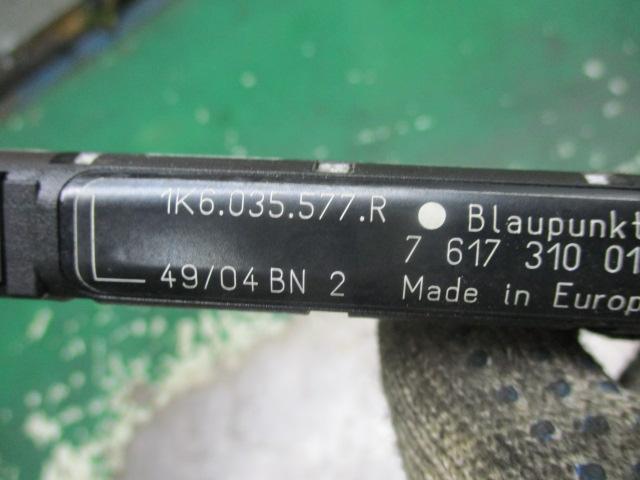 1K6.035.577.R
Blaupunkt
7 617 310 01
49/04 BN 2
Made in Europ